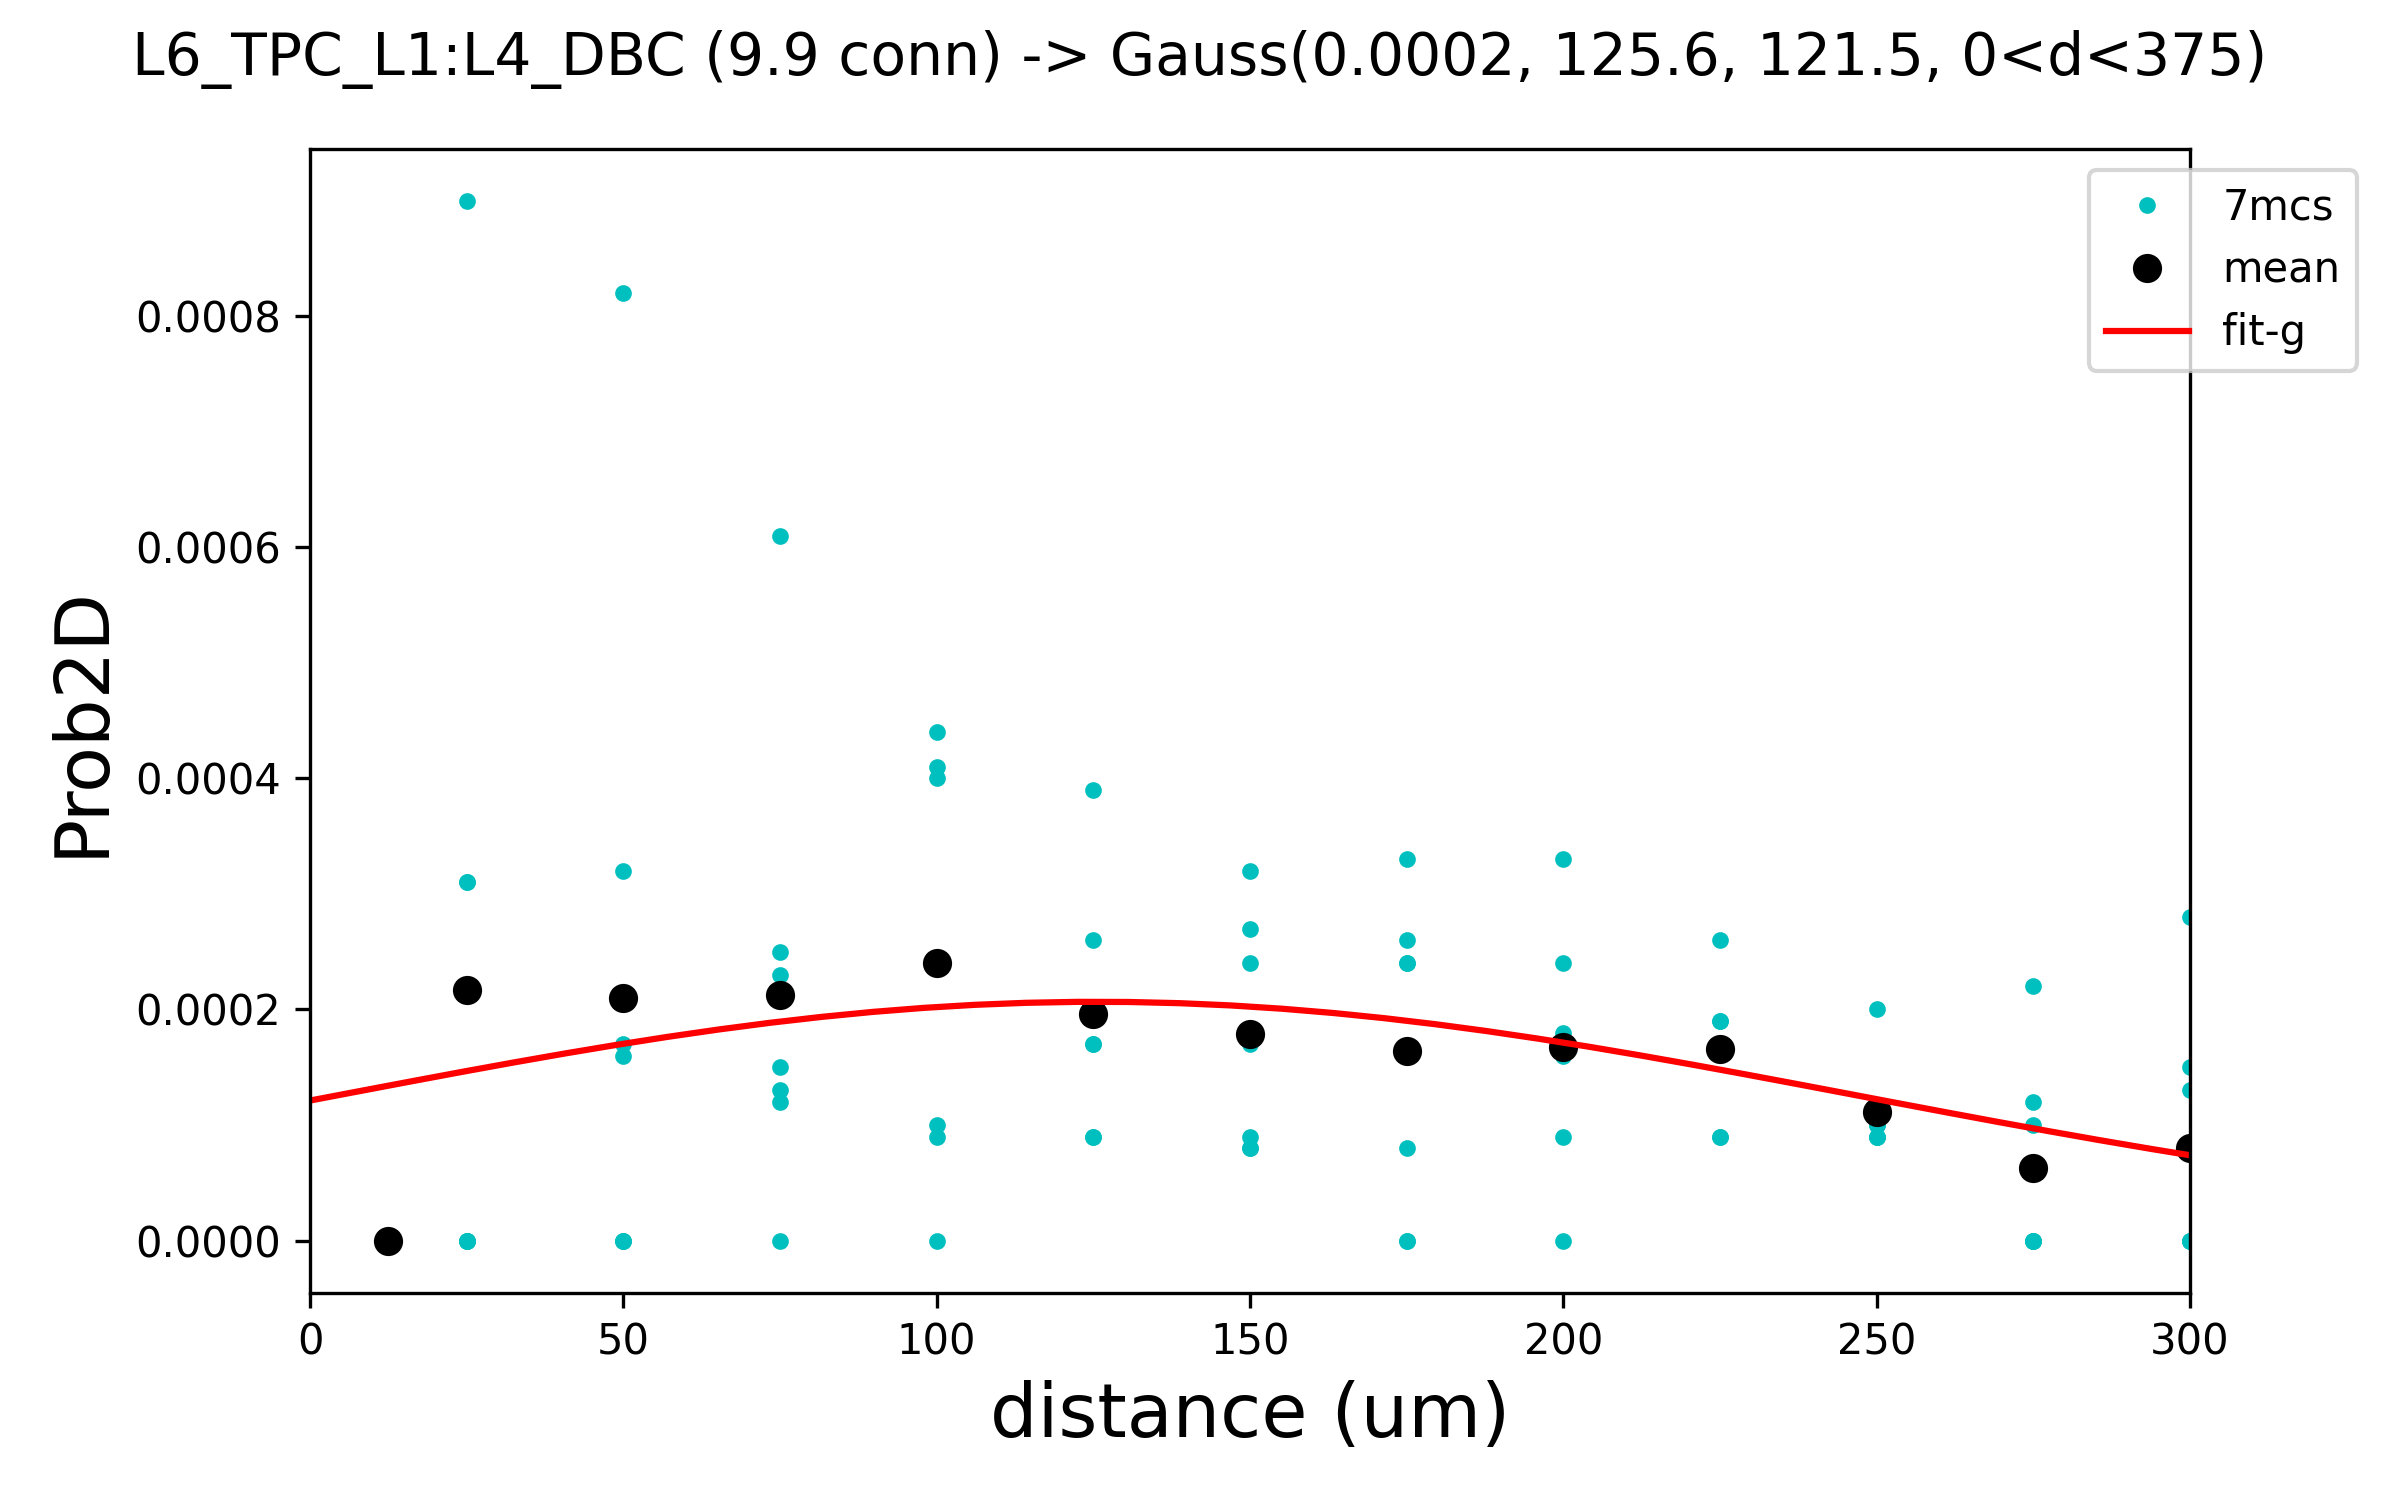 L6_TPC_L1:L4_DBC (9.9 conn) -> Gauss(0.0002, 125.6, 121.5, 0<d<375)
7mcs
mean
fit-g
Prob2D
0.0008
0.0006
0.0004
0.0002
0.0000
0 50 100 150 200 250 300
distance (um)